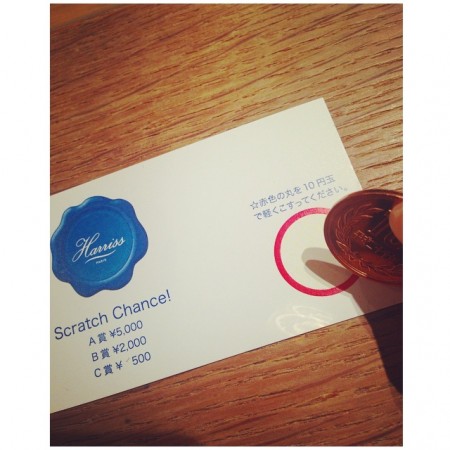 Harriss
Scratch Chance!
A賞 ¥5,000
B賞 ¥2,000
C賞 ¥ 500
☆赤色の丸を10円玉
で軽くこすってください。